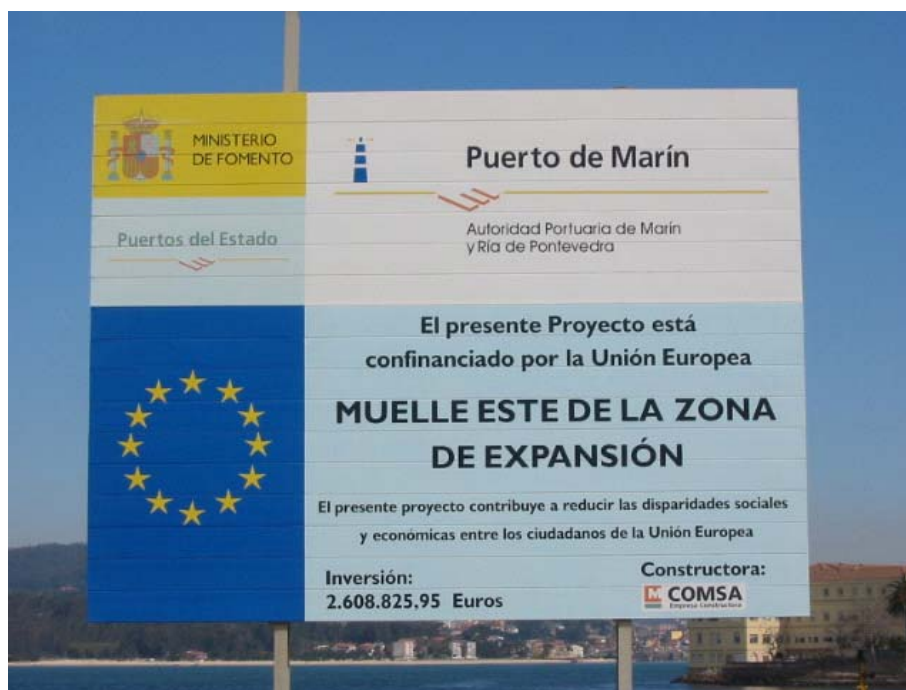 MINISTERIO
DE FOMENTO
Puertos del Estado
Puerto de Marín
Autoridad Portuaria de Marín
y Ría de Pontevedra
El presente Proyecto está
confinanciado por la Unión Europea
MUELLE ESTE DE LA ZONA
DE EXPANSIÓN
El presente proyecto contribuye a reducir las disparidades sociales
y económicas entre los ciudadanos de la Unión Europea
Inversión:
2.608.825,95 Euros
Constructora:
COMSA
Empresa Constructora